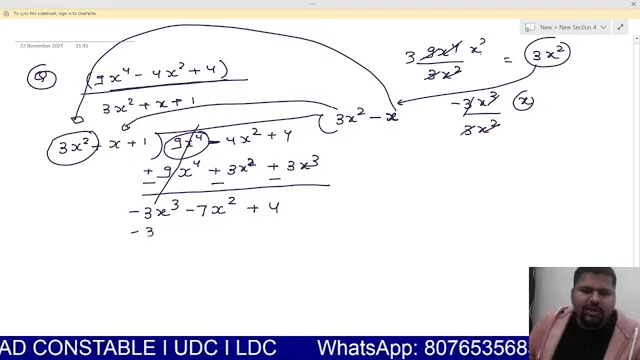 To sync this notebook, sign in to OneNote.
New > New Section 4
22 November 2021 11:45
Q (9x⁴ - 4x² + 4)
3x² + x + 1
3 9x⁴ x² / 3x² = 3x²
-3x³ / 3x² x
3x² - x + 1 ) 9x⁴ - 4x² + 4 ( 3x² - x
+ 9x⁴ + 3x² + 3x³
- - -
- 3x³ - 7x² + 4
- 3
AD CONSTABLE I UDC I LDC WhatsApp: 8076535683